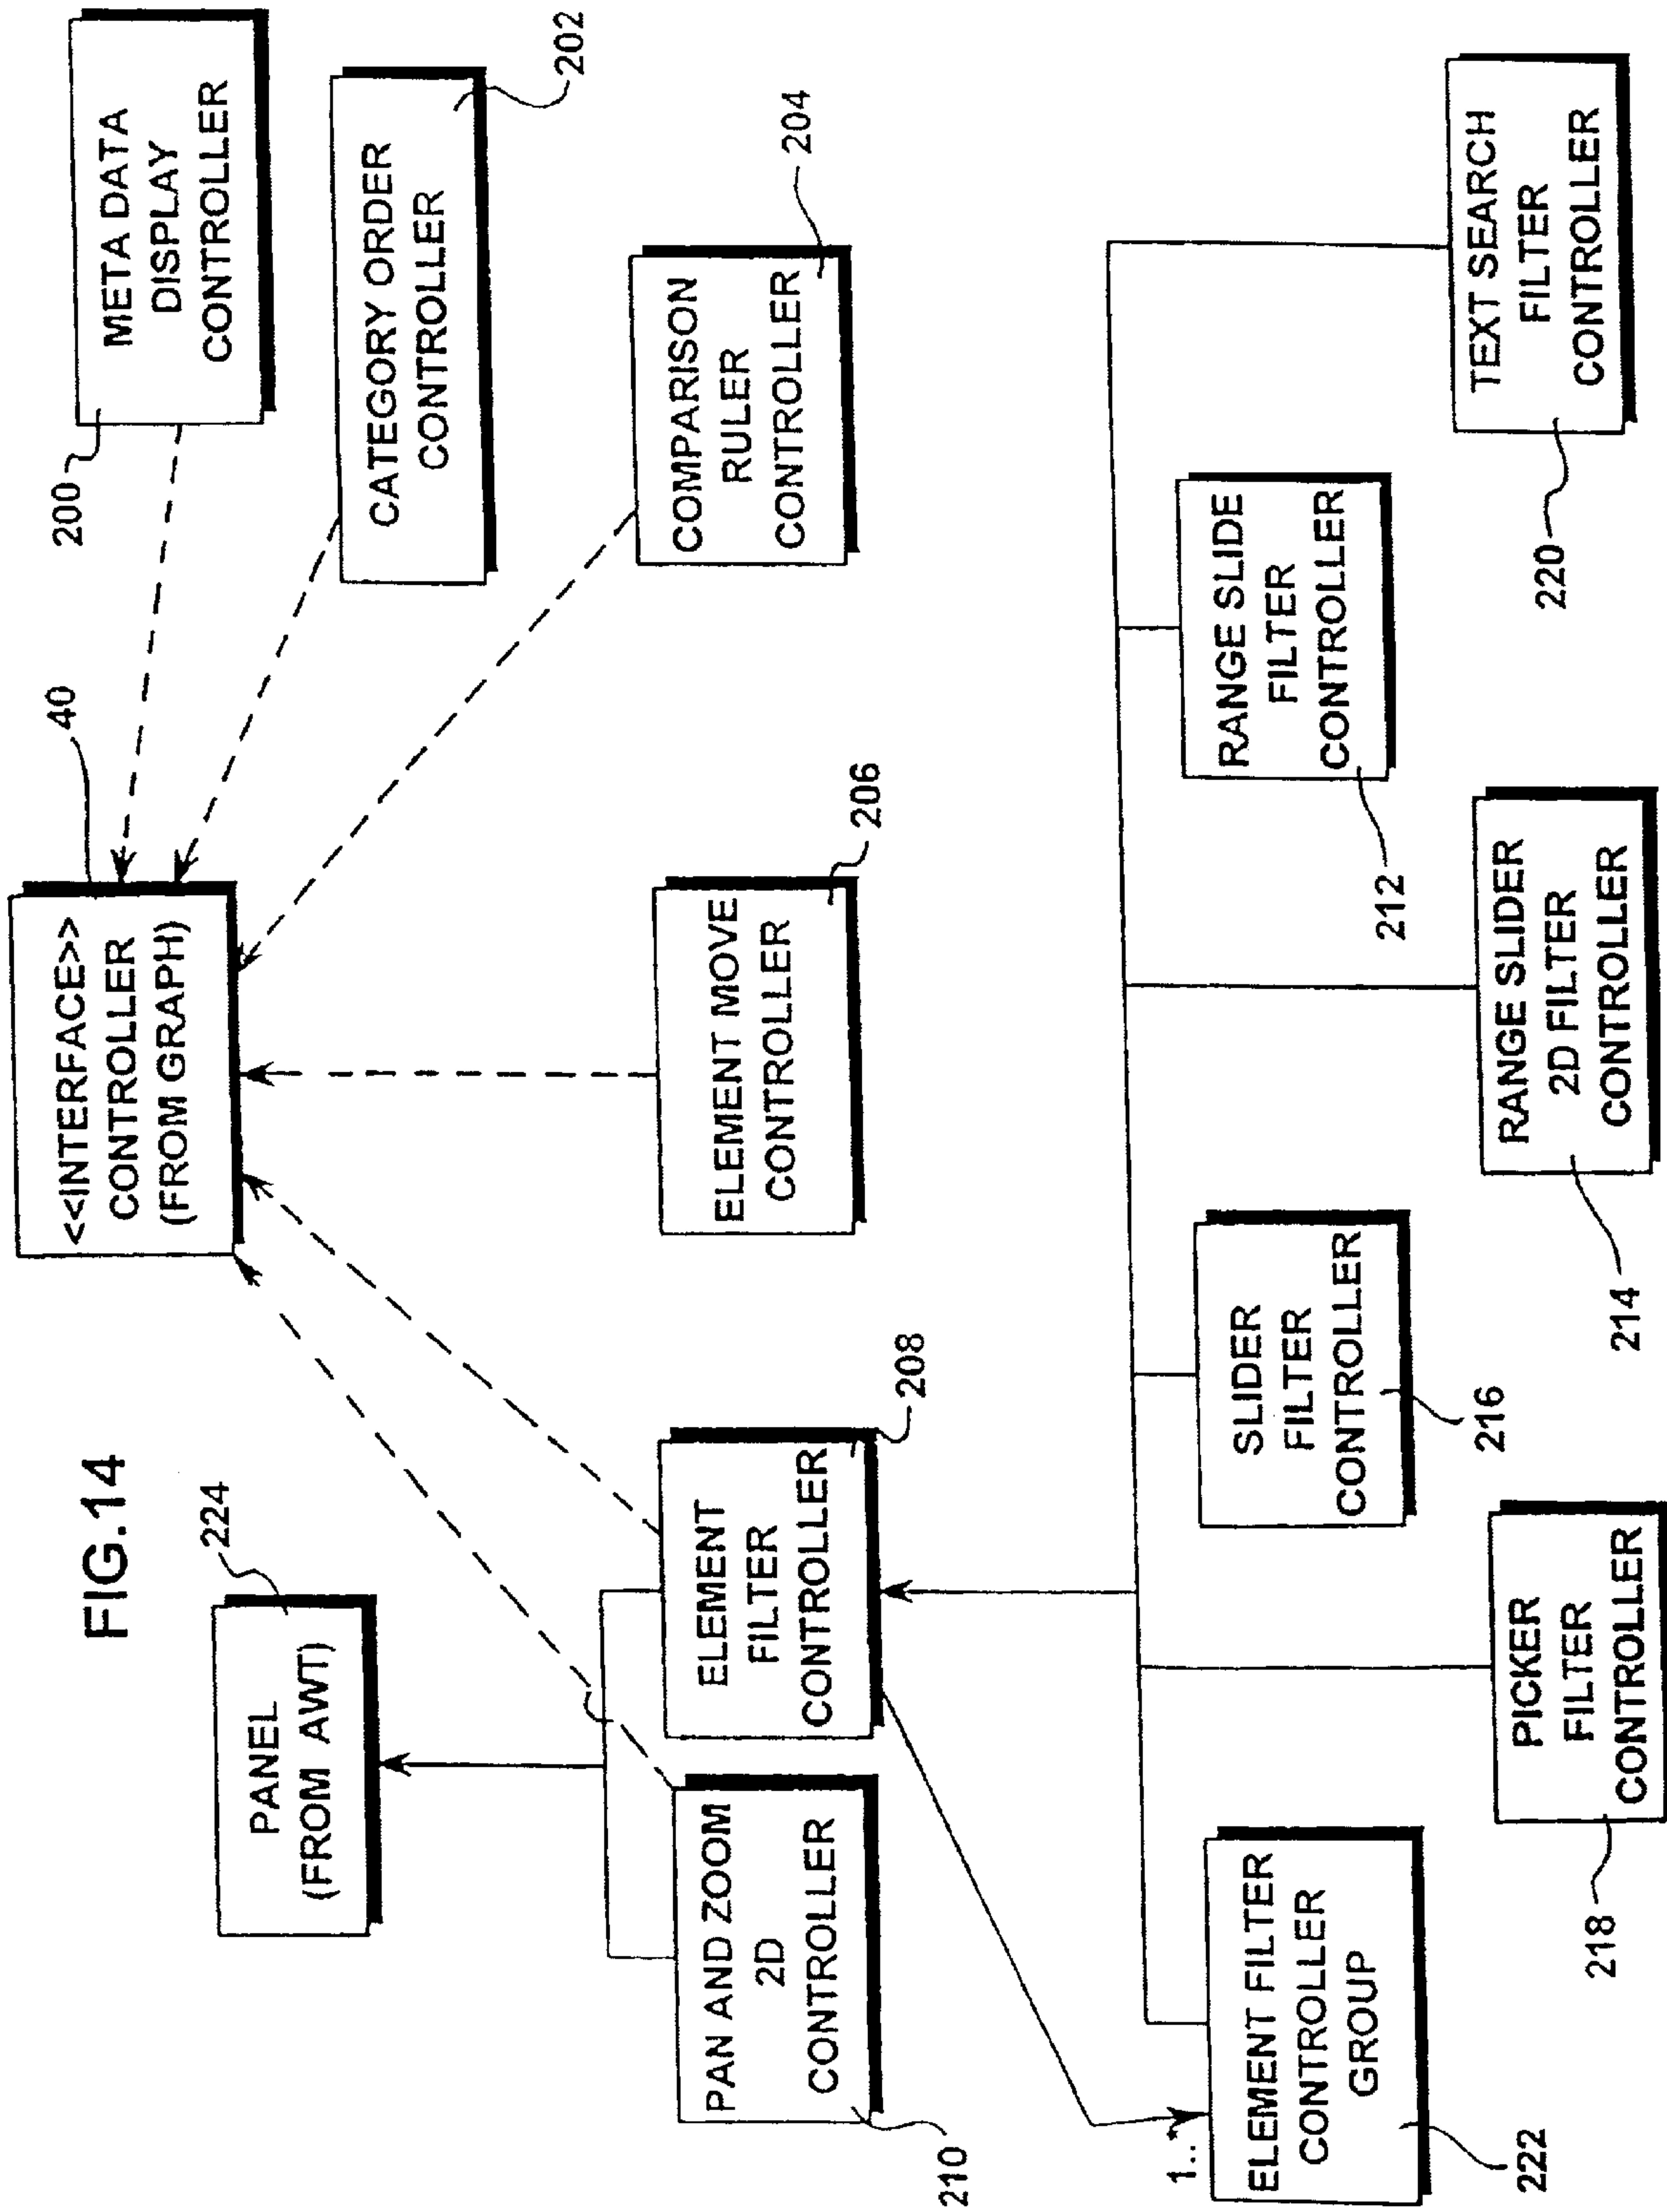 FIG.14
<<INTERFACE>>
CONTROLLER
(FROM GRAPH)
40
META DATA
DISPLAY
CONTROLLER
200
CATEGORY ORDER
CONTROLLER
202
COMPARISON
RULER
CONTROLLER
204
ELEMENT MOVE
CONTROLLER
206
PANEL
(FROM AWT)
224
ELEMENT
FILTER
CONTROLLER
208
PAN AND ZOOM
2D
CONTROLLER
210
1..*
ELEMENT FILTER
CONTROLLER
GROUP
222
PICKER
FILTER
CONTROLLER
218
SLIDER
FILTER
CONTROLLER
216
RANGE SLIDER
2D FILTER
CONTROLLER
214
RANGE SLIDE
FILTER
CONTROLLER
212
TEXT SEARCH
FILTER
CONTROLLER
220